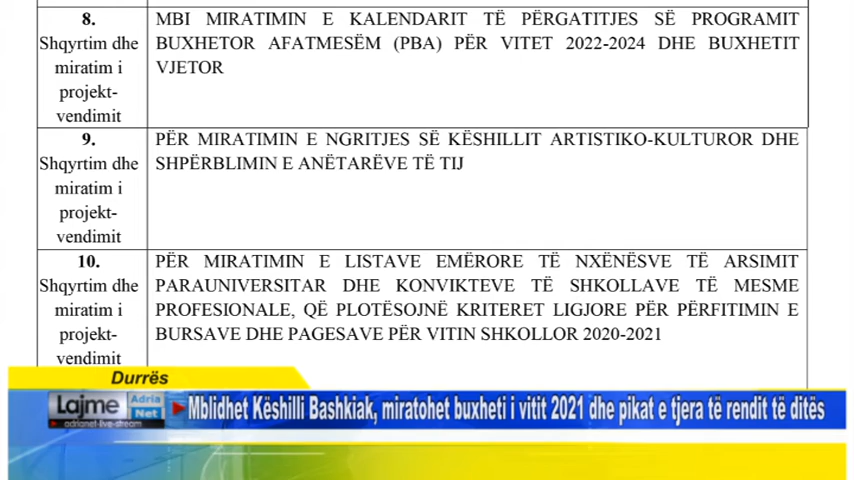 8.
Shqyrtim dhe
miratim i
projekt-
vendimit
MBI MIRATIMIN E KALENDARIT TË PËRGATITJES SË PROGRAMIT
BUXHETOR AFATMESËM (PBA) PËR VITET 2022-2024 DHE BUXHETIT
VJETOR
9.
Shqyrtim dhe
miratim i
projekt-
vendimit
PËR MIRATIMIN E NGRITJES SË KËSHILLIT ARTISTIKO-KULTUROR DHE
SHPËRBLIMIN E ANËTARËVE TË TIJ
10.
Shqyrtim dhe
miratim i
projekt-
vendimit
PËR MIRATIMIN E LISTAVE EMËRORE TË NXËNËSVE TË ARSIMIT
PARAUNIVERSITAR DHE KONVIKTEVE TË SHKOLLAVE TË MESME
PROFESIONALE, QË PLOTËSOJNË KRITERET LIGJORE PËR PËRFITIMIN E
BURSAVE DHE PAGESAVE PËR VITIN SHKOLLOR 2020-2021
Durrës
Lajme Adria Net
adrianet-live-stream
Mblidhet Këshilli Bashkiak, miratohet buxheti i vitit 2021 dhe pikat e tjera të rendit të ditës